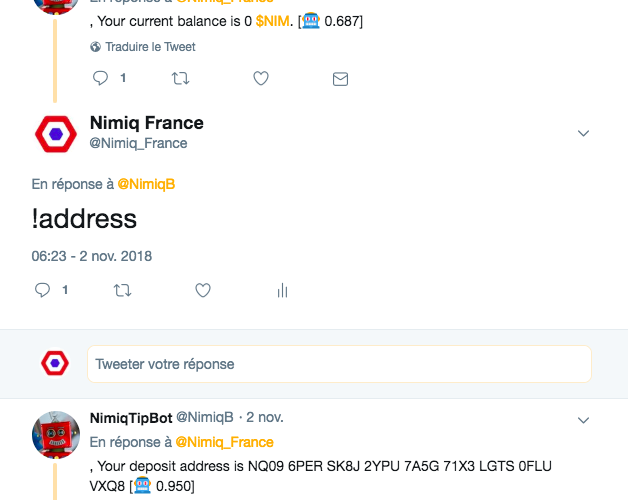 En réponse à @Nimiq_France
, Your current balance is 0 $NIM. [🤖 0.687]
Traduire le Tweet
1
Nimiq France
@Nimiq_France
En réponse à @NimiqB
!address
06:23 - 2 nov. 2018
1
Tweeter votre réponse
NimiqTipBot @NimiqB · 2 nov.
En réponse à @Nimiq_France
, Your deposit address is NQ09 6PER SK8J 2YPU 7A5G 71X3 LGTS 0FLU
VXQ8 [🤖 0.950]